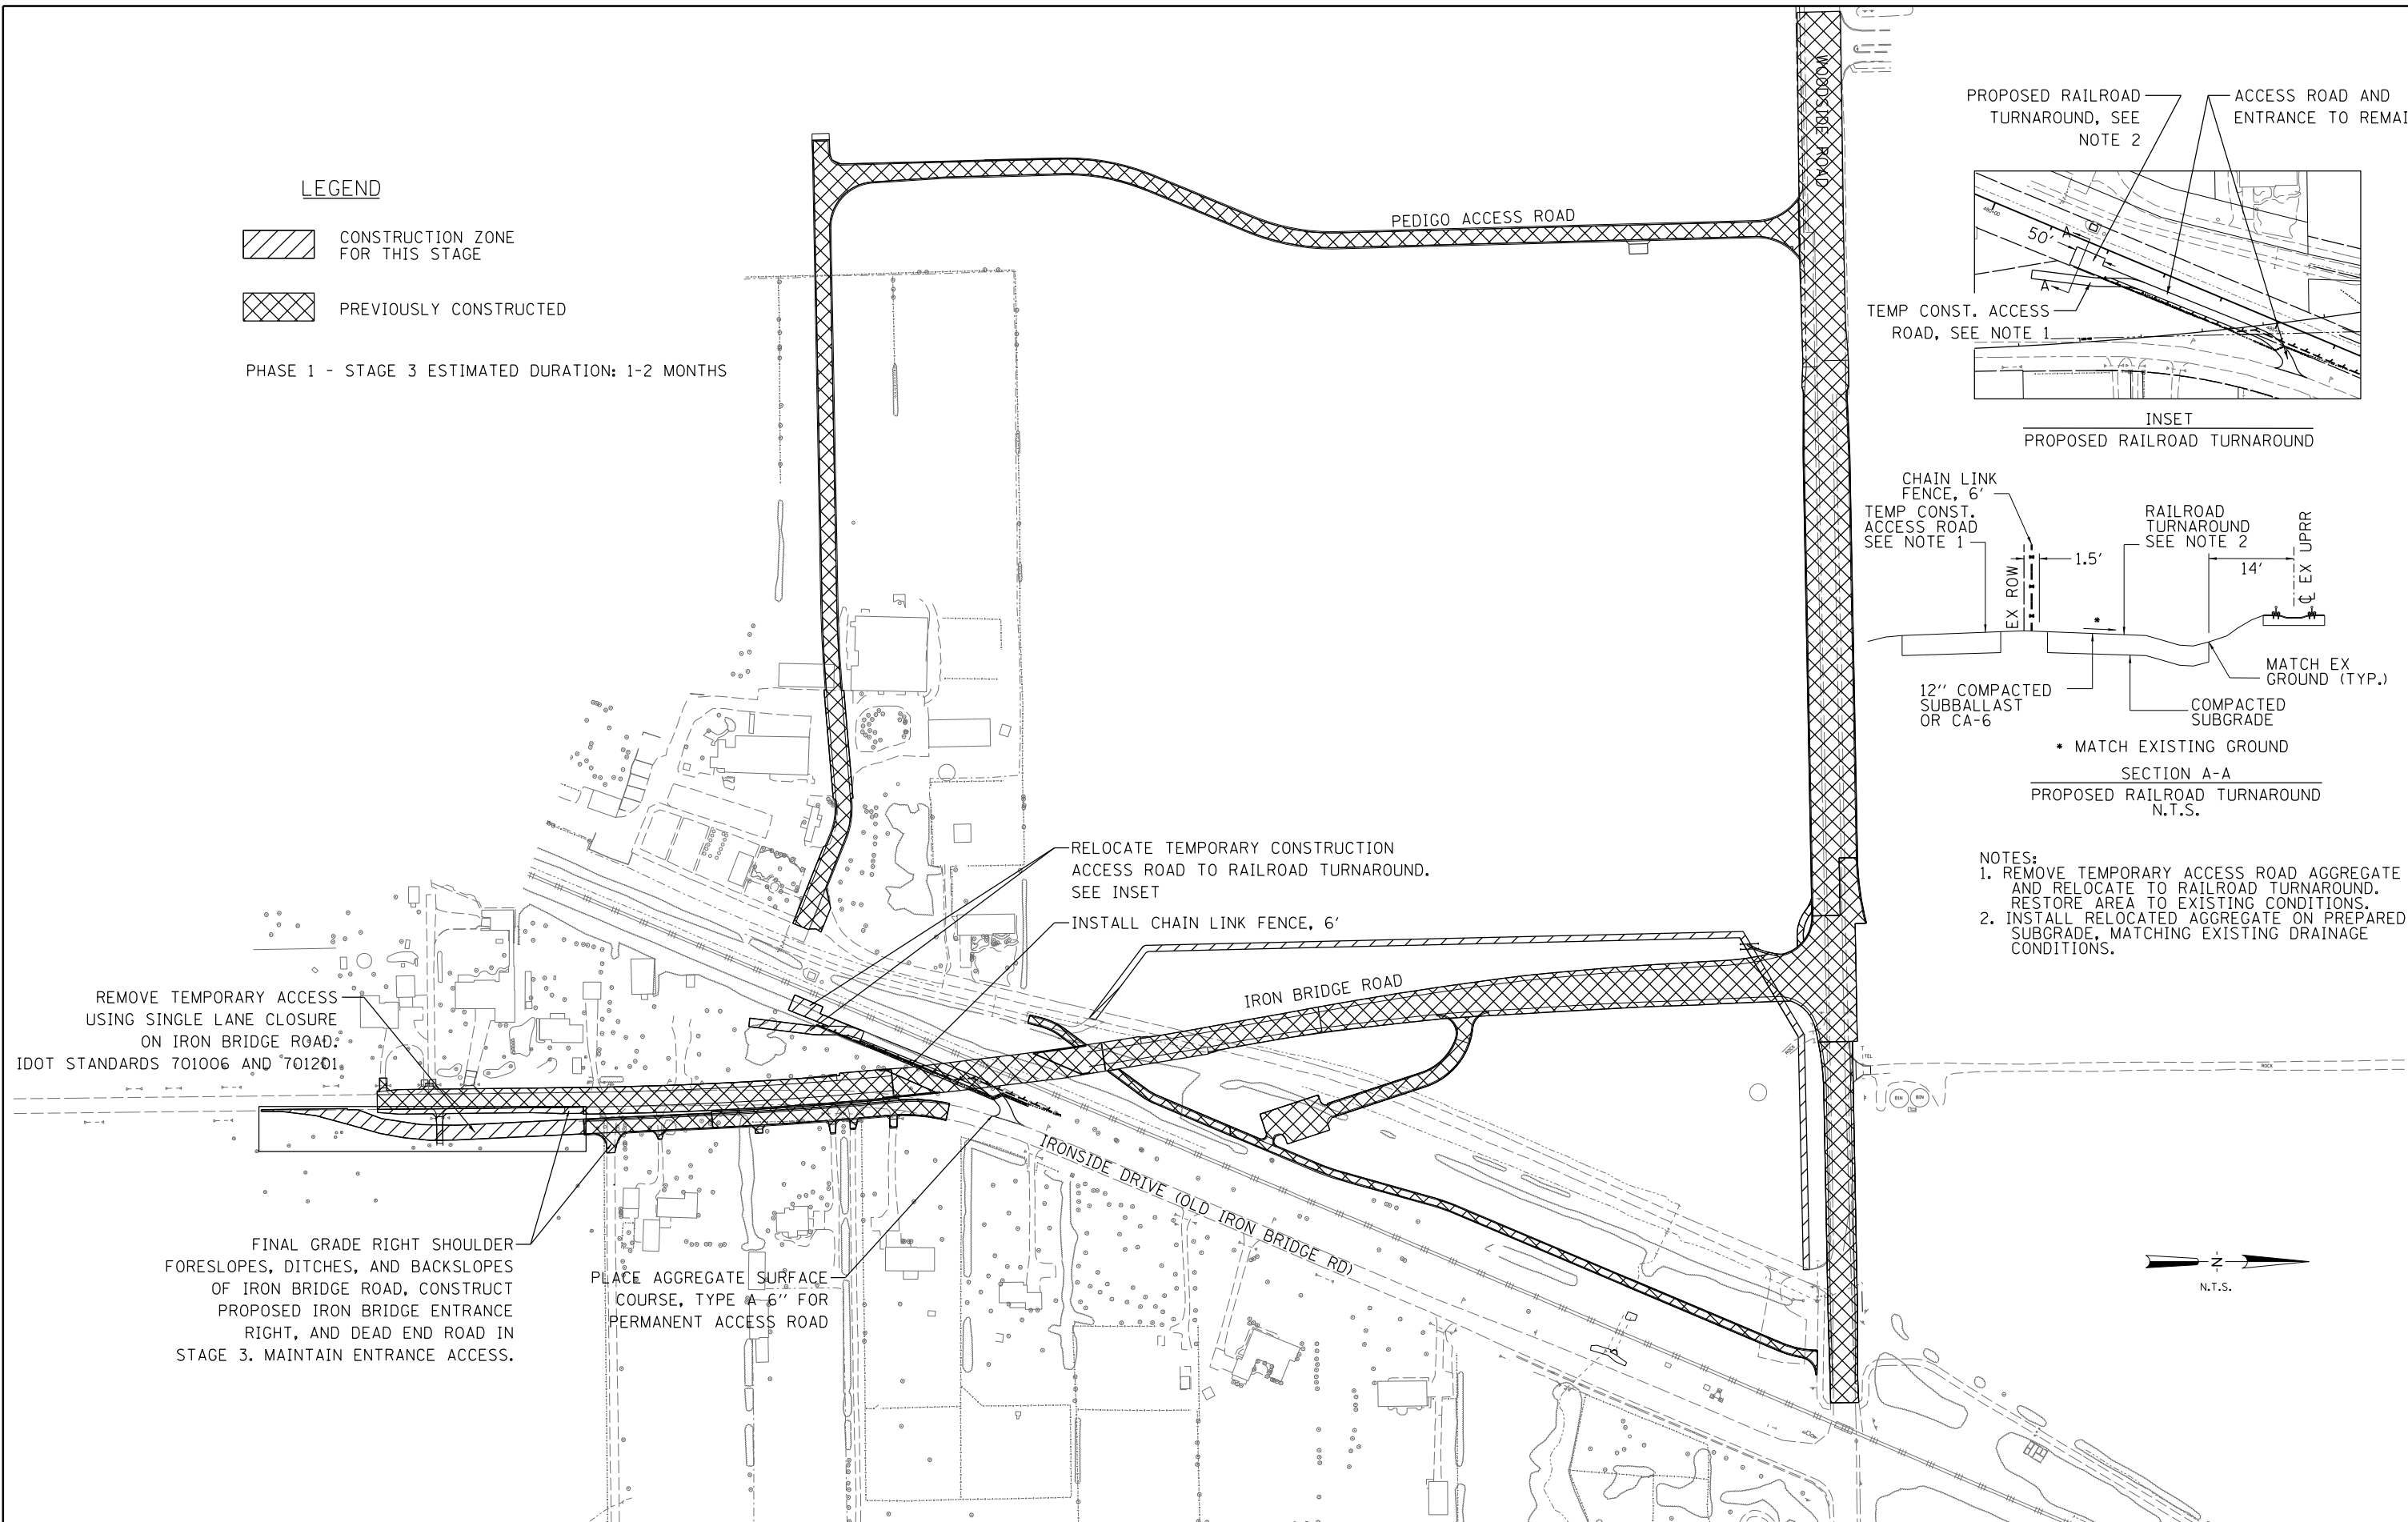 LEGEND
CONSTRUCTION ZONE
FOR THIS STAGE
PREVIOUSLY CONSTRUCTED
PHASE 1 - STAGE 3 ESTIMATED DURATION: 1-2 MONTHS
WOODSIDE ROAD
PEDIGO ACCESS ROAD
PROPOSED RAILROAD
TURNAROUND, SEE
NOTE 2
ACCESS ROAD AND
ENTRANCE TO REMAI
50'
A
A
TEMP CONST. ACCESS
ROAD, SEE NOTE 1
INSET
PROPOSED RAILROAD TURNAROUND
CHAIN LINK
FENCE, 6'
TEMP CONST.
ACCESS ROAD
SEE NOTE 1
RAILROAD
TURNAROUND
SEE NOTE 2
1.5'
14'
EX ROW
℄ EX UPRR
*
MATCH EX
GROUND (TYP.)
12'' COMPACTED
SUBBALLAST
OR CA-6
COMPACTED
SUBGRADE
* MATCH EXISTING GROUND
SECTION A-A
PROPOSED RAILROAD TURNAROUND
N.T.S.
NOTES:
1. REMOVE TEMPORARY ACCESS ROAD AGGREGATE
AND RELOCATE TO RAILROAD TURNAROUND.
RESTORE AREA TO EXISTING CONDITIONS.
2. INSTALL RELOCATED AGGREGATE ON PREPARED
SUBGRADE, MATCHING EXISTING DRAINAGE
CONDITIONS.
RELOCATE TEMPORARY CONSTRUCTION
ACCESS ROAD TO RAILROAD TURNAROUND.
SEE INSET
INSTALL CHAIN LINK FENCE, 6'
IRON BRIDGE ROAD
REMOVE TEMPORARY ACCESS
USING SINGLE LANE CLOSURE
ON IRON BRIDGE ROAD.
IDOT STANDARDS 701006 AND 701201.
IRONSIDE DRIVE (OLD IRON BRIDGE RD)
FINAL GRADE RIGHT SHOULDER
FORESLOPES, DITCHES, AND BACKSLOPES
OF IRON BRIDGE ROAD, CONSTRUCT
PROPOSED IRON BRIDGE ENTRANCE
RIGHT, AND DEAD END ROAD IN
STAGE 3. MAINTAIN ENTRANCE ACCESS.
PLACE AGGREGATE SURFACE
COURSE, TYPE A 6'' FOR
PERMANENT ACCESS ROAD
ROCK
BIN
BIN
N
N.T.S.